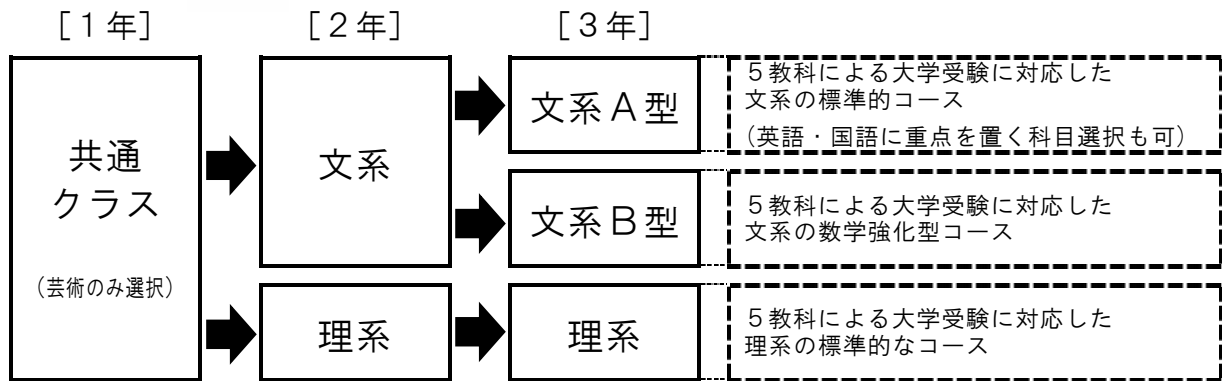 ［１年］
［２年］
［３年］
共通
クラス
（芸術のみ選択）
文系
理系
文系Ａ型
文系Ｂ型
理系
５教科による大学受験に対応した
文系の標準的コース
（英語・国語に重点を置く科目選択も可）
５教科による大学受験に対応した
文系の数学強化型コース
５教科による大学受験に対応した
理系の標準的なコース